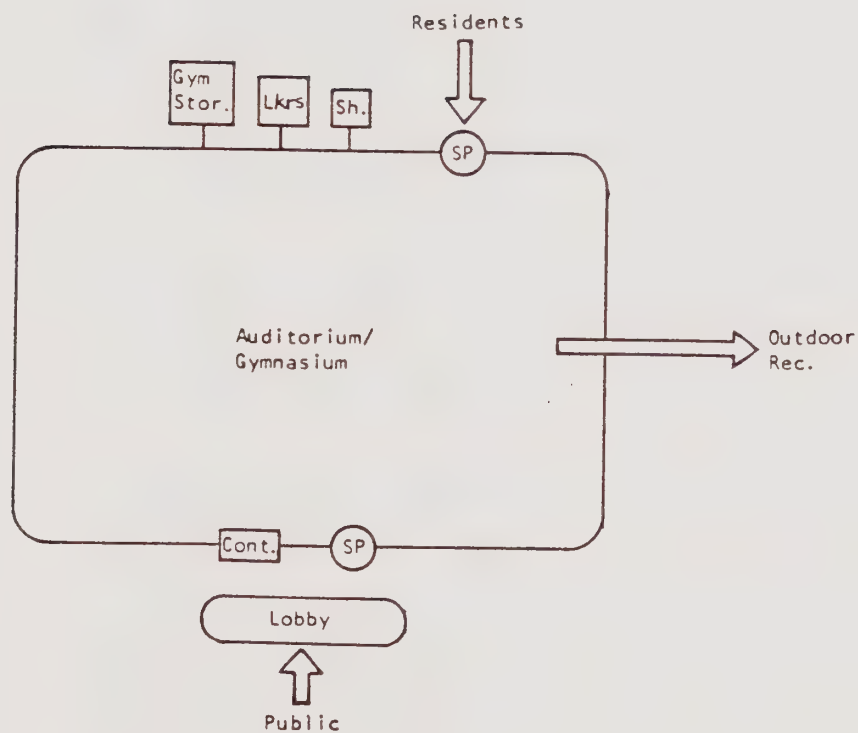 Residents
Gym
Stor.
Lkrs
Sh.
SP
Auditorium/
Gymnasium
Outdoor
Rec.
Cont.
SP
Lobby
Public